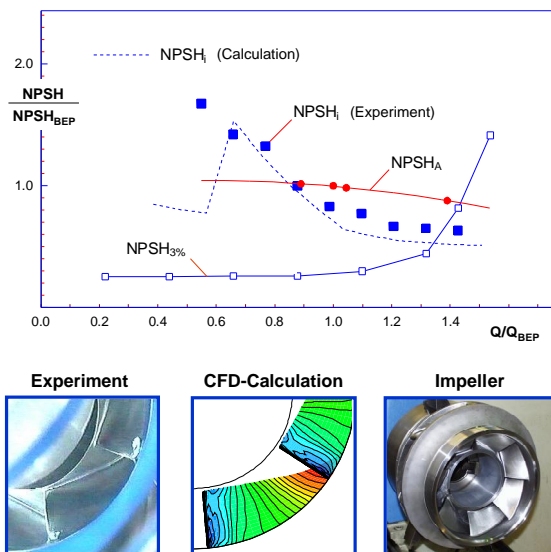 NPSHi (Calculation)
2.0
NPSH
NPSHBEP
NPSHi (Experiment)
NPSHA
1.0
NPSH3%
0.0 0.2 0.4 0.6 0.8 1.0 1.2 1.4
Q/QBEP
Experiment CFD-Calculation Impeller